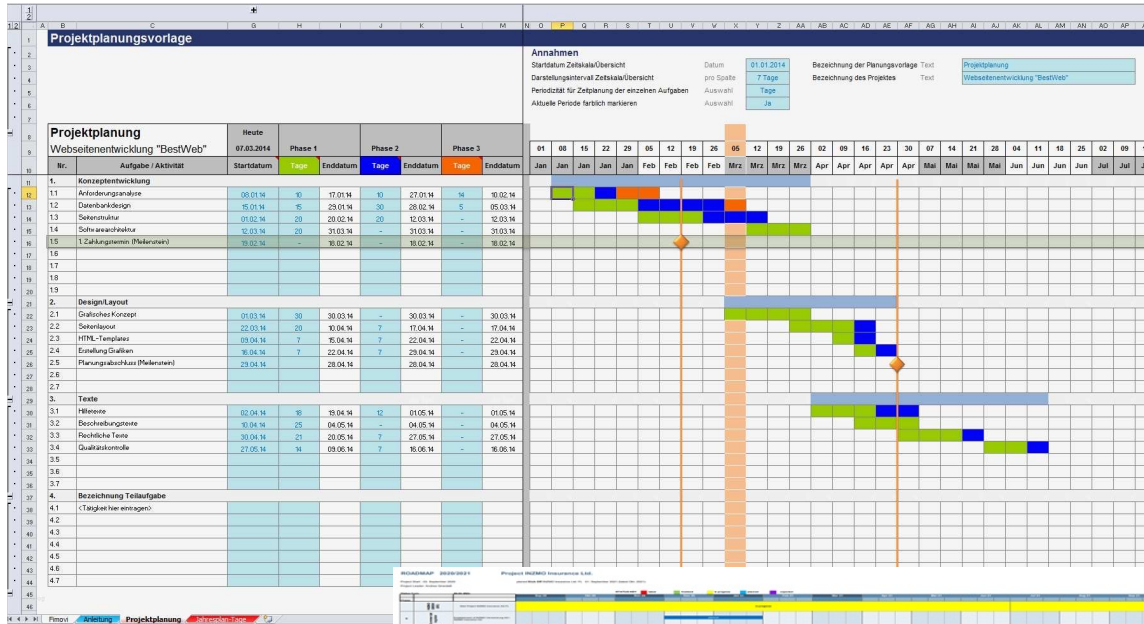 Projektplanungsvorlage
Annahmen
Startdatum Zeitskala/Übersicht Datum 01.01.2014 Bezeichnung der Planungsvorlage Text Projektplanung
Darstellungsintervall Zeitskala/Übersicht pro Spalte 7 Tage Bezeichnung des Projektes Text Webseitenentwicklung "BestWeb"
Periodizität für Zeitplanung der einzelnen Aufgaben Auswahl Tage
Aktuelle Periode farblich markieren Auswahl Ja
Projektplanung Heute
Webseitenentwicklung "BestWeb" 07.03.2014 Phase 1 Phase 2 Phase 3 01 08 15 22 29 05 12 19 26 05 12 19 26 02 09 16 23 30 07 14 21 28 04 11 18 25 02 09
Nr. Aufgabe / Aktivität Startdatum Tage Enddatum Tage Enddatum Tage Enddatum Jan Jan Jan Jan Jan Feb Feb Feb Feb Mrz Mrz Mrz Mrz Apr Apr Apr Apr Apr Mai Mai Mai Mai Jun Jun Jun Jun Jul Jul
1. Konzeptentwicklung
1.1 Anforderungsanalyse 08.01.14 10 17.01.14 10 27.01.14 14 10.02.14
1.2 Datenbankdesign 15.01.14 15 29.01.14 30 28.02.14 5 05.03.14
1.3 Seitenstruktur 01.02.14 20 20.02.14 20 12.03.14 - 12.03.14
1.4 Softwarearchitektur 12.03.14 20 31.03.14 - 31.03.14 - 31.03.14
1.5 1. Zahlungstermin (Meilenstein) 19.02.14 - 18.02.14 - 18.02.14 - 18.02.14
1.6
1.7
1.8
1.9
2. Design/Layout
2.1 Grafisches Konzept 01.03.14 30 30.03.14 - 30.03.14 - 30.03.14
2.2 Seitenlayout 22.03.14 20 10.04.14 7 17.04.14 - 17.04.14
2.3 HTML-Templates 09.04.14 7 15.04.14 7 22.04.14 - 22.04.14
2.4 Erstellung Grafiken 16.04.14 7 22.04.14 7 29.04.14 - 29.04.14
2.5 Planungsabschluss (Meilenstein) 29.04.14 28.04.14 28.04.14 28.04.14
2.6
2.7
3. Texte
3.1 Hilfetexte 02.04.14 18 19.04.14 12 01.05.14 - 01.05.14
3.2 Beschreibungstexte 10.04.14 25 04.05.14 - 04.05.14 - 04.05.14
3.3 Rechtliche Texte 30.04.14 21 20.05.14 7 27.05.14 - 27.05.14
3.4 Qualitätskontrolle 27.05.14 14 09.06.14 7 16.06.14 - 16.06.14
3.5
3.6
3.7
4. Bezeichnung Teilaufgabe
4.1 <Tätigkeit hier eintragen>
4.2
4.3
4.4
4.5
4.6
4.7
ROADMAP 2020/2021 Project INZMO Insurance Ltd.
Fimovi Anleitung Projektplanung Jahresplan-Tage